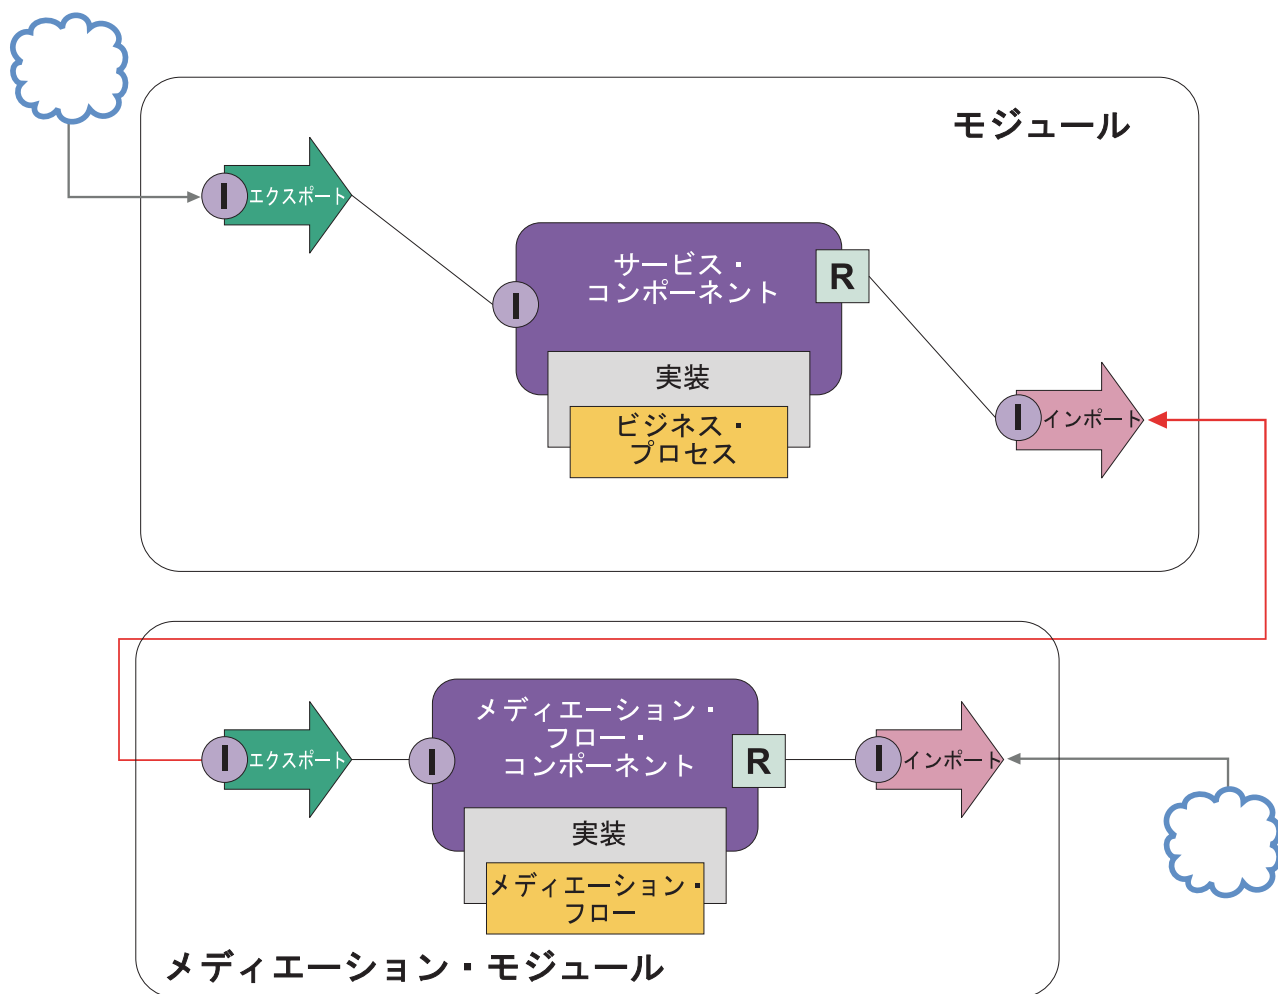 モジュール
I
エクスポート
サービス・
コンポーネント
R
I
実装
ビジネス・
プロセス
I
インポート
メディエーション・
フロー・
コンポーネント
I
エクスポート
I
R
I
インポート
実装
メディエーション・
フロー
メディエーション・モジュール